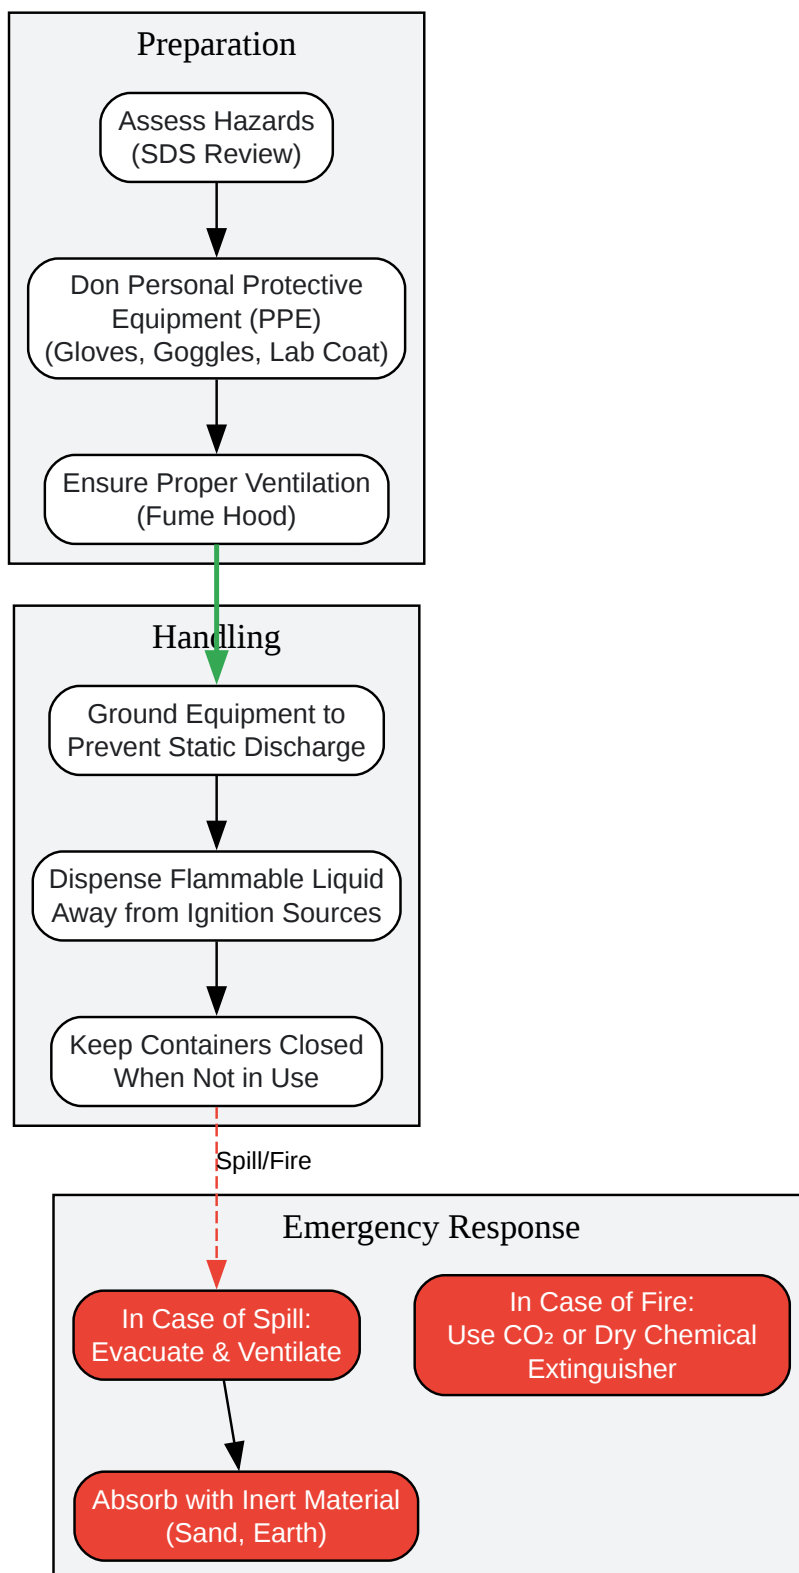 Preparation
Assess Hazards
(SDS Review)
Don Personal Protective
Equipment (PPE)
(Gloves, Goggles, Lab Coat)
Ensure Proper Ventilation
(Fume Hood)
Handling
Ground Equipment to
Prevent Static Discharge
Dispense Flammable Liquid
Away from Ignition Sources
Keep Containers Closed
When Not in Use
Spill/Fire
Emergency Response
In Case of Spill:
Evacuate & Ventilate
In Case of Fire:
Use CO₂ or Dry Chemical
Extinguisher
Absorb with Inert Material
(Sand, Earth)